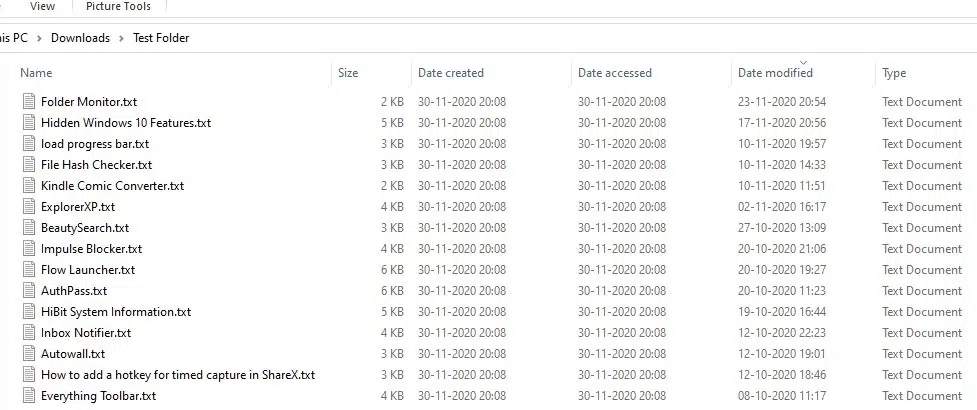 View Picture Tools
his PC > Downloads > Test Folder
Name Size Date created Date accessed Date modified Type
Folder Monitor.txt 2 KB 30-11-2020 20:08 30-11-2020 20:08 23-11-2020 20:54 Text Document
Hidden Windows 10 Features.txt 5 KB 30-11-2020 20:08 30-11-2020 20:08 17-11-2020 20:56 Text Document
load progress bar.txt 3 KB 30-11-2020 20:08 30-11-2020 20:08 10-11-2020 19:57 Text Document
File Hash Checker.txt 3 KB 30-11-2020 20:08 30-11-2020 20:08 10-11-2020 14:33 Text Document
Kindle Comic Converter.txt 2 KB 30-11-2020 20:08 30-11-2020 20:08 10-11-2020 11:51 Text Document
ExplorerXP.txt 4 KB 30-11-2020 20:08 30-11-2020 20:08 02-11-2020 16:17 Text Document
BeautySearch.txt 3 KB 30-11-2020 20:08 30-11-2020 20:08 27-10-2020 13:09 Text Document
Impulse Blocker.txt 4 KB 30-11-2020 20:08 30-11-2020 20:08 20-10-2020 21:06 Text Document
Flow Launcher.txt 6 KB 30-11-2020 20:08 30-11-2020 20:08 20-10-2020 19:27 Text Document
AuthPass.txt 6 KB 30-11-2020 20:08 30-11-2020 20:08 20-10-2020 11:23 Text Document
HiBit System Information.txt 5 KB 30-11-2020 20:08 30-11-2020 20:08 19-10-2020 16:44 Text Document
Inbox Notifier.txt 4 KB 30-11-2020 20:08 30-11-2020 20:08 12-10-2020 22:23 Text Document
Autowall.txt 3 KB 30-11-2020 20:08 30-11-2020 20:08 12-10-2020 19:01 Text Document
How to add a hotkey for timed capture in ShareX.txt 3 KB 30-11-2020 20:08 30-11-2020 20:08 12-10-2020 18:46 Text Document
Everything Toolbar.txt 4 KB 30-11-2020 20:08 30-11-2020 20:08 08-10-2020 11:17 Text Document